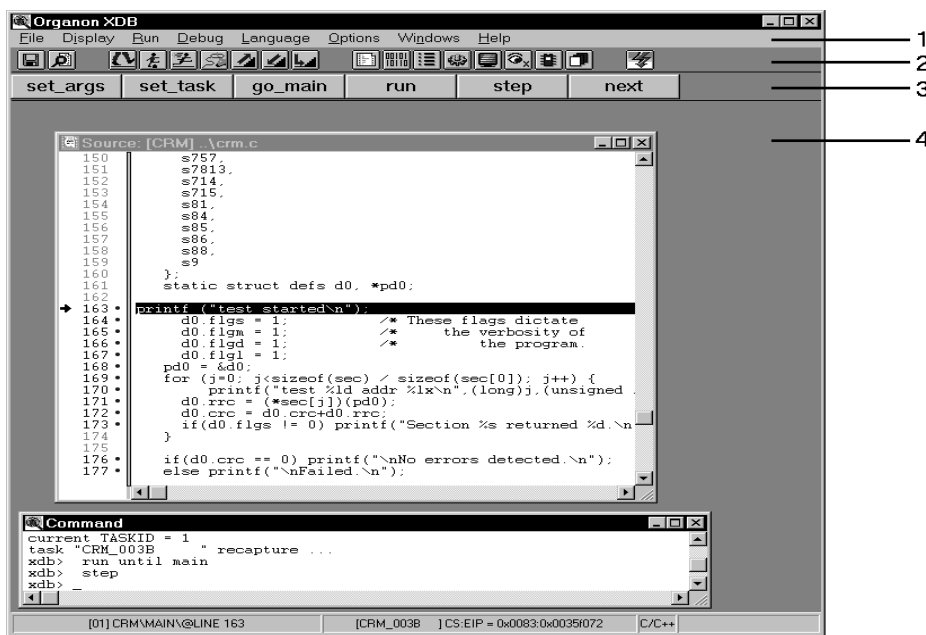 Organon XDB
File Display Run Debug Language Options Windows Help
1
2
set_args set_task go_main run step next
3
4
Source: [CRM] ..\crm.c
150 s757,
151 s7813,
152 s714,
153 s715,
154 s81,
155 s84,
156 s85,
157 s86,
158 s88,
159 s9
160 };
161 static struct defs d0, *pd0;
162
163 printf ("test started\n");
164 d0.flgs = 1; /* These flags dictate
165 d0.flgm = 1; /* the verbosity of
166 d0.flgd = 1; /* the program.
167 d0.flgl = 1;
168 pd0 = &d0;
169 for (j=0; j<sizeof(sec) / sizeof(sec[0]); j++) {
170 printf("test %ld addr %lx\n",(long)j,(unsigned
171 d0.rrc = (*sec[j])(pd0);
172 d0.crc = d0.crc+d0.rrc;
173 if(d0.flgs != 0) printf("Section %s returned %d.\n
174 }
175
176 if(d0.crc == 0) printf("\nNo errors detected.\n");
177 else printf("\nFailed.\n");
Command
current TASKID = 1
task "CRM_003B " recapture ...
xdb> run until main
xdb> step
xdb> _
[01] CRM\MAIN\@LINE 163 [CRM_003B ] CS:EIP = 0x0083:0x0035f072 C/C++